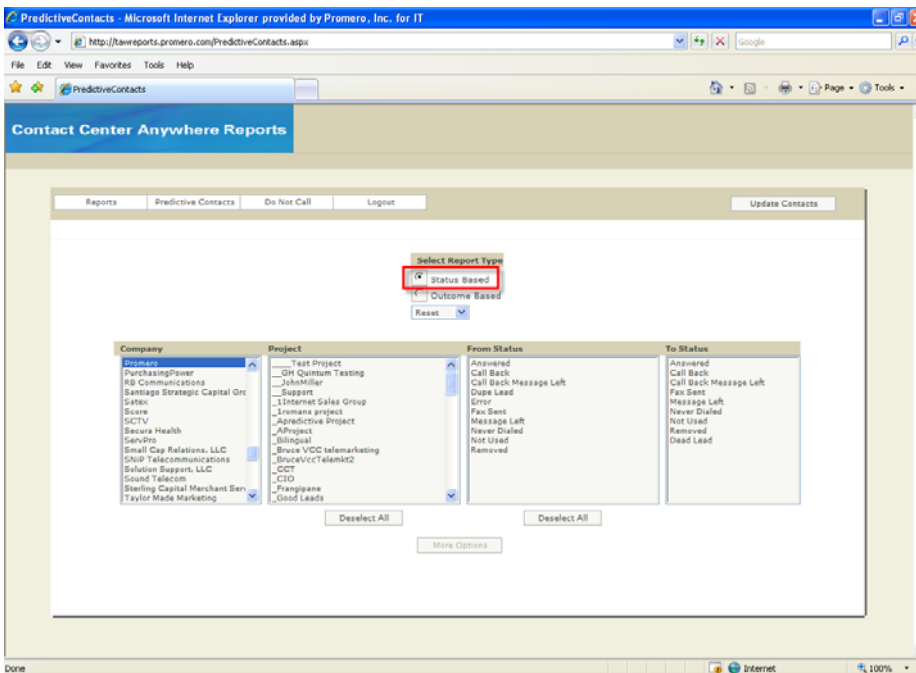 PredictiveContacts - Microsoft Internet Explorer provided by Promero, Inc. for IT
http://tawreports.promero.com/PredictiveContacts.aspx
Google
File Edit View Favorites Tools Help
PredictiveContacts
Page Tools
Contact Center Anywhere Reports
Reports Predictive Contacts Do Not Call Logout Update Contacts
Select Report Type
Status Based
Outcome Based
Reset
Company Project From Status To Status
Promero
PurchasingPower
RB Communications
Santiago Strategic Capital Grc
Satex
Score
SCTV
Secura Health
ServPro
Small Cap Relations, LLC
SNiP Telecommunications
Solution Support, LLC
Sound Telecom
Sterling Capital Merchant Serv
Taylor Made Marketing
____Test Project
__GH Quintum Testing
__JohnMiller
__Support
_1Internet Sales Group
_1romans project
_Apredictive Project
_AProject
_Bilingual
_Bruce VCC telemarketing
_BruceVccTelemkt2
_CCT
_CIO
_Frangipane
_Good Leads
Answered
Call Back
Call Back Message Left
Dupe Lead
Error
Fax Sent
Message Left
Never Dialed
Not Used
Removed
Answered
Call Back
Call Back Message Left
Fax Sent
Message Left
Never Dialed
Not Used
Removed
Dead Lead
Deselect All Deselect All
More Options
Done Internet 100%